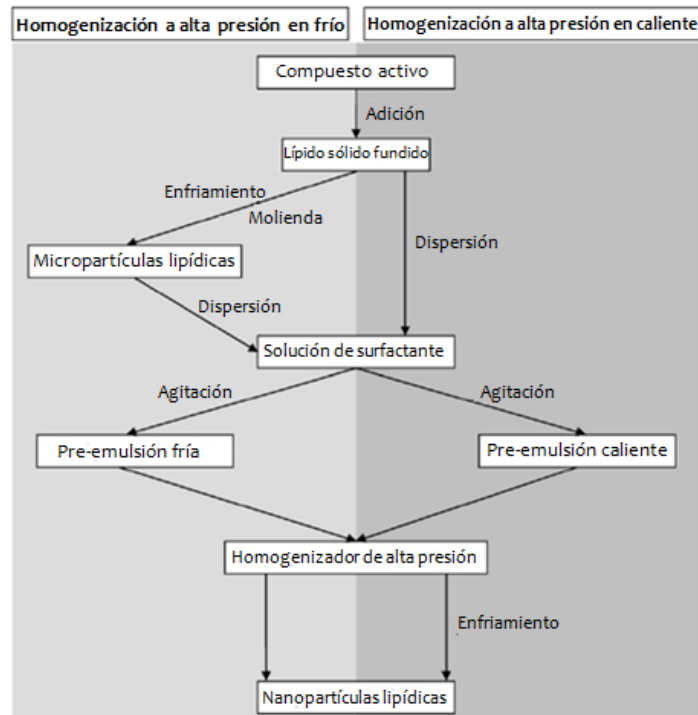 Homogenización a alta presión en frío
Homogenización a alta presión en caliente
Compuesto activo
Adición
Lípido sólido fundido
Enfriamiento
Molienda
Dispersión
Micropartículas lipídicas
Dispersión
Solución de surfactante
Agitación
Agitación
Pre-emulsión fría
Pre-emulsión caliente
Homogenizador de alta presión
Enfriamiento
Nanopartículas lipídicas